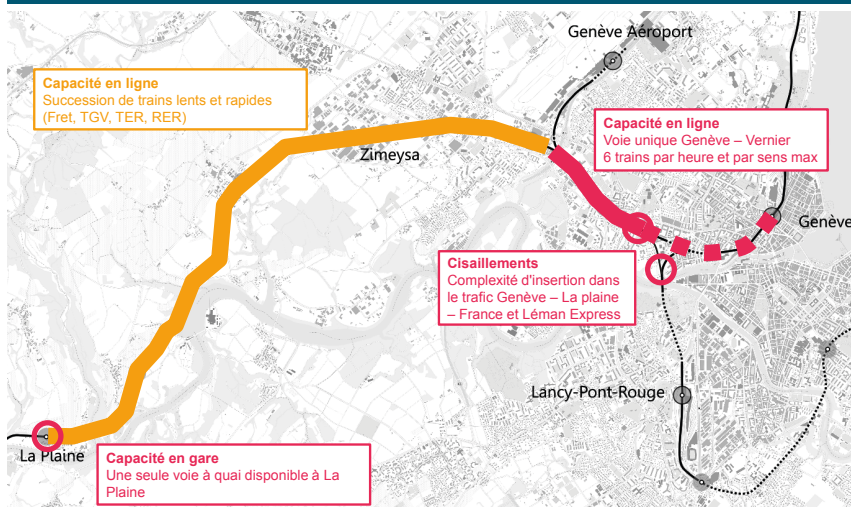 Genève Aéroport
Capacité en ligne
Succession de trains lents et rapides
(Fret, TGV, TER, RER)
Capacité en ligne
Voie unique Genève – Vernier
6 trains par heure et par sens max
Zimeysa
Genève
Cisaillements
Complexité d'insertion dans
le trafic Genève – La plaine
– France et Léman Express
Lancy-Pont-Rouge
La Plaine
Capacité en gare
Une seule voie à quai disponible à La
Plaine